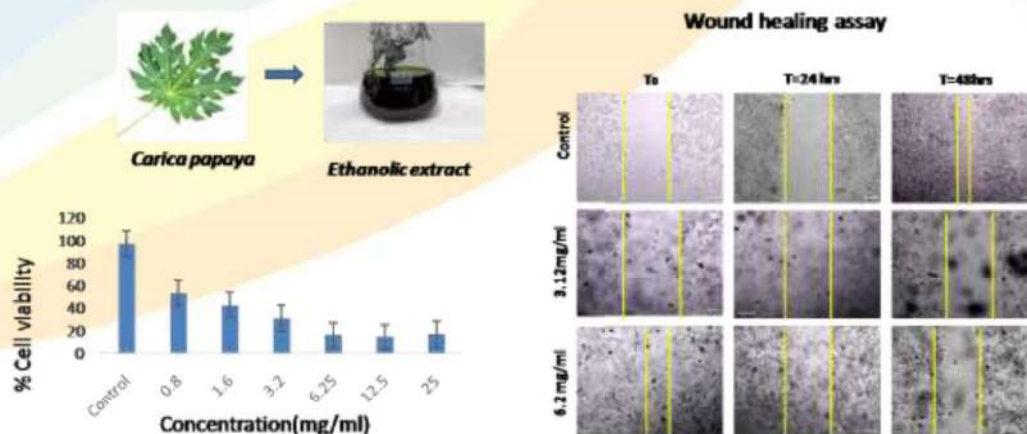 Wound healing assay
Carica papaya
Ethanolic extract
120
100
80
60
40
20
0
% Cell viability
Control
0.8
1.6
3.2
6.25
12.5
25
Concentration(mg/ml)
To
T=24 hrs
T=48hrs
Control
3.12mg/ml
6.2 mg/ml